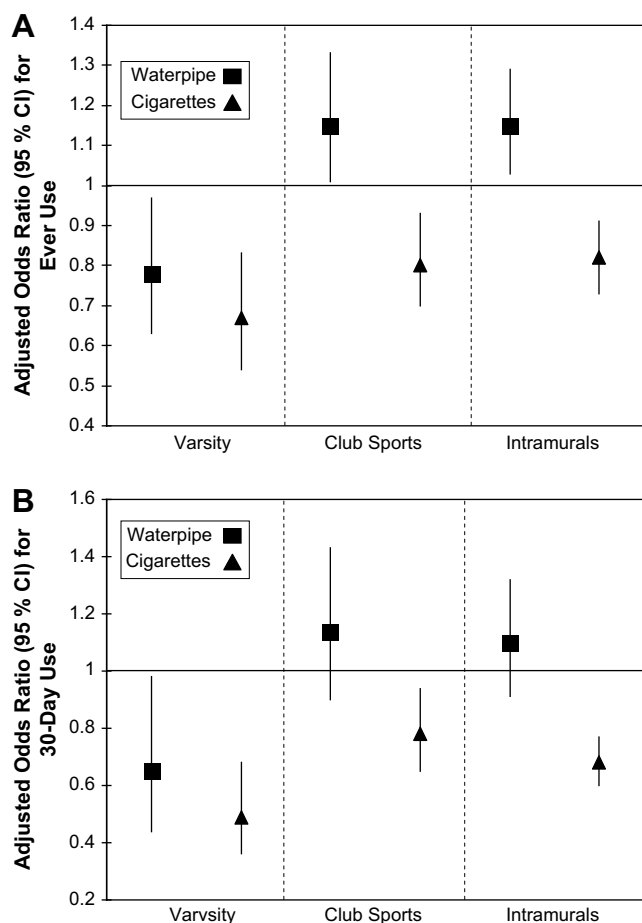 A
Adjusted Odds Ratio (95 % CI) for
Ever Use
1.4
1.3
1.2
1.1
1
0.9
0.8
0.7
0.6
0.5
0.4
Waterpipe
Cigarettes
Varsity Club Sports Intramurals
B
Adjusted Odds Ratio (95 % CI) for
30-Day Use
1.6
1.4
1.2
1
0.8
0.6
0.4
0.2
Waterpipe
Cigarettes
Varvsity Club Sports Intramurals